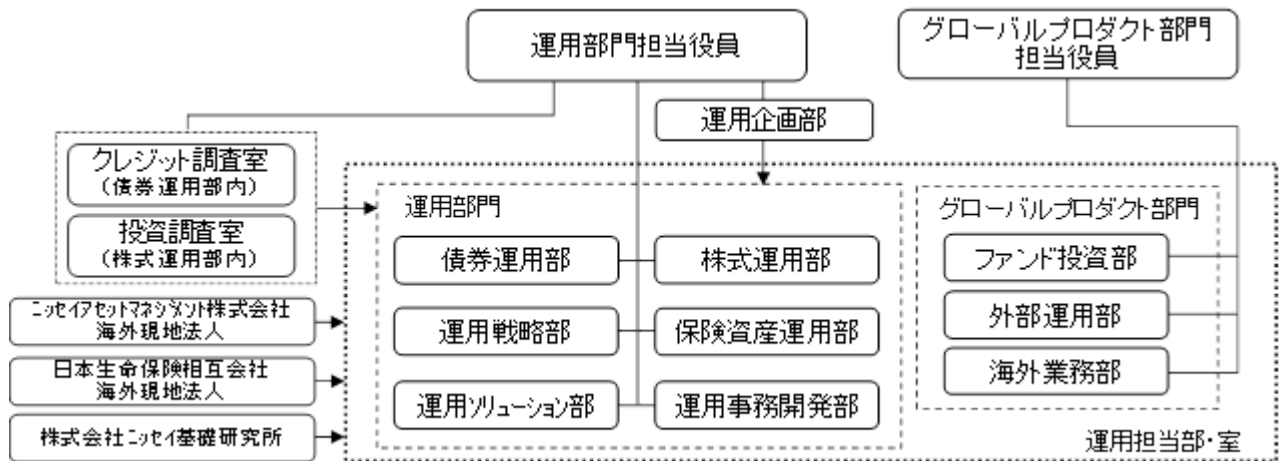 運用部門担当役員
グローバルプロダクト部門
担当役員
運用企画部
クレジット調査室
(債券運用部内)
投資調査室
(株式運用部内)
運用部門
グローバルプロダクト部門
債券運用部
株式運用部
ファンド投資部
ニッセイアセットマネジメント株式会社
海外現地法人
運用戦略部
保険資産運用部
外部運用部
日本生命保険相互会社
海外現地法人
海外業務部
運用ソリューション部
運用事務開発部
株式会社ニッセイ基礎研究所
運用担当部・室